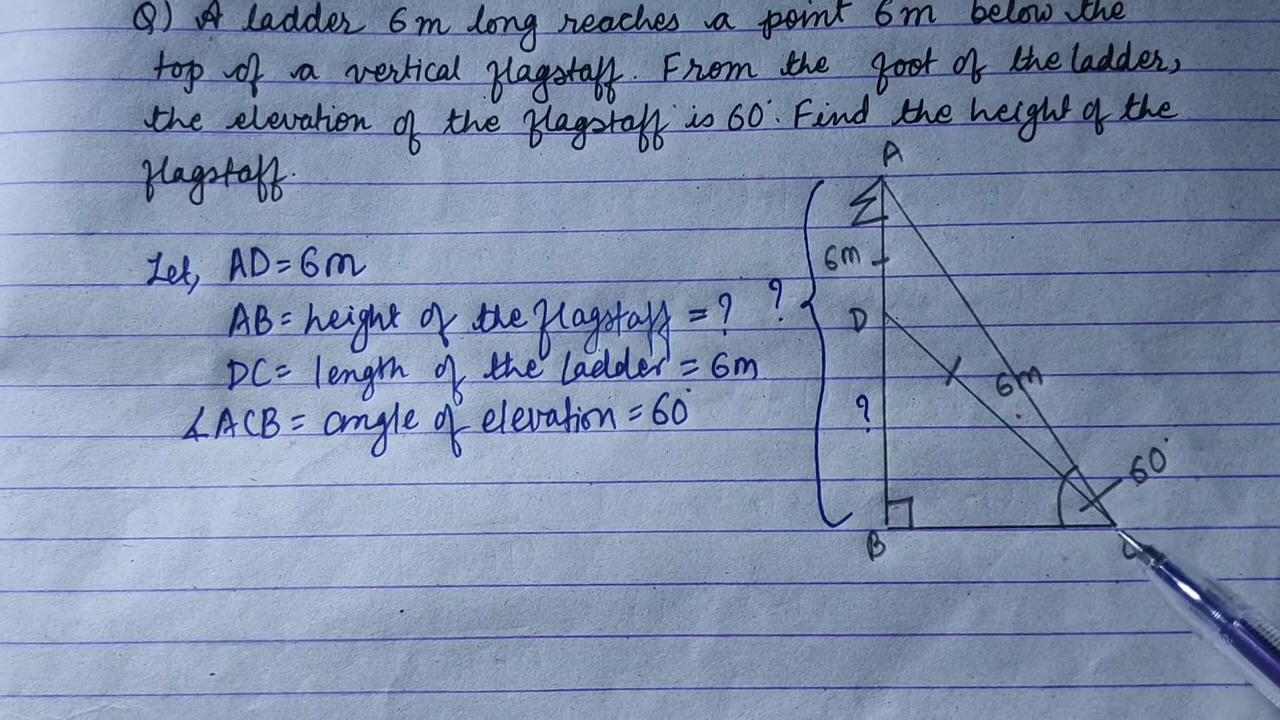 Q) A ladder 6m long reaches a point 6m below the
top of a vertical flagstaff. From the foot of the ladder,
the elevation of the flagstaff is 60°. Find the height of the
flagstaff.
Let, AD=6m
AB= height of the flagstaff = ?
DC= length of the ladder = 6m
∡ACB = angle of elevation = 60°
A
6m
?
D
6m
?
60°
B